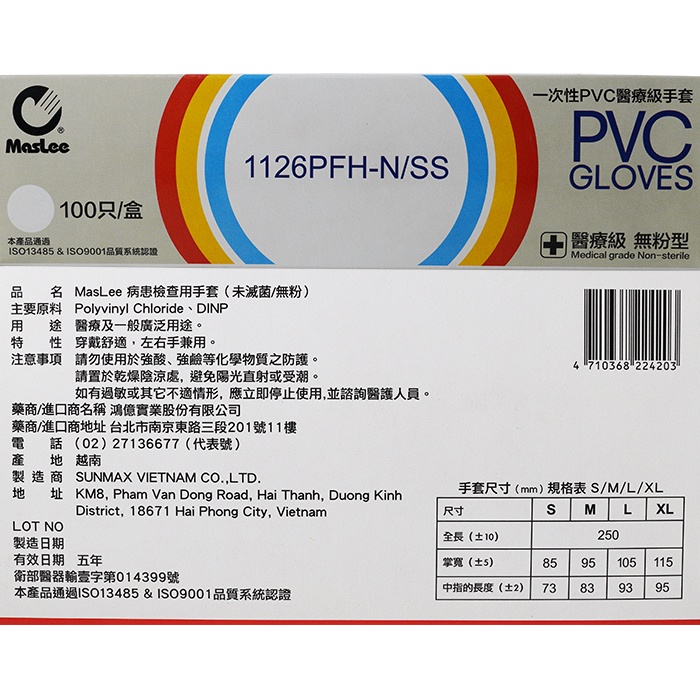 MasLee®
100只/盒
本產品通過
ISO13485 & ISO9001品質系統認證
1126PFH-N/SS
一次性PVC醫療級手套
PVC
GLOVES
醫療級 無粉型
Medical grade Non-sterile
品 名 MasLee 病患檢查用手套(未滅菌/無粉)
主要原料 Polyvinyl Chloride、DINP
用 途 醫療及一般廣泛用途。
特 性 穿戴舒適,左右手兼用。
注意事項 請勿使用於強酸、強鹼等化學物質之防護。
請置於乾燥陰涼處, 避免陽光直射或受潮。
如有過敏或其它不適情形, 應立即停止使用,並諮詢醫護人員。
藥商/進口商名稱 鴻億實業股份有限公司
藥商/進口商地址 台北市南京東路三段201號11樓
電 話 (02) 27136677 (代表號)
產 地 越南
製 造 商 SUNMAX VIETNAM CO.,LTD.
地 址 KM8, Pham Van Dong Road, Hai Thanh, Duong Kinh
District, 18671 Hai Phong City, Vietnam
LOT NO
製造日期
有效日期 五年
衛部醫器輸壹字第014399號
本產品通過ISO13485 & ISO9001品質系統認證
4 710368 224203
手套尺寸 (mm) 規格表 S/M/L/XL
尺寸 S M L XL
全長 (±10) 250
掌寬 (±5) 85 95 105 115
中指的長度 (±2) 73 83 93 95